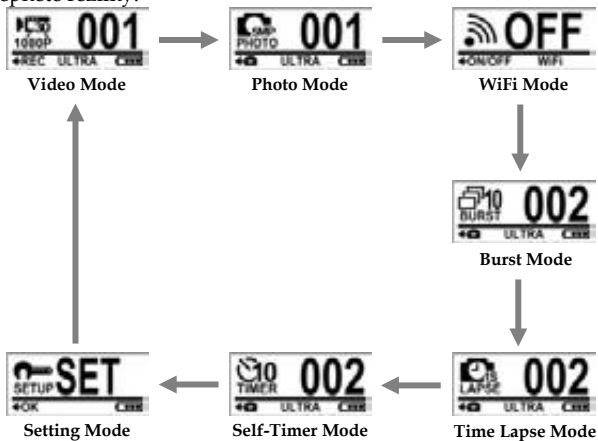 001
1080P
REC ULTRA
Video Mode
5MP
PHOTO
001
ULTRA
Photo Mode
OFF
ON/OFF WiFi
WiFi Mode
10
BURST
002
ULTRA
Burst Mode
SETUP
SET
OK
Setting Mode
10
TIMER
002
ULTRA
Self-Timer Mode
LAPSE
002
ULTRA
Time Lapse Mode